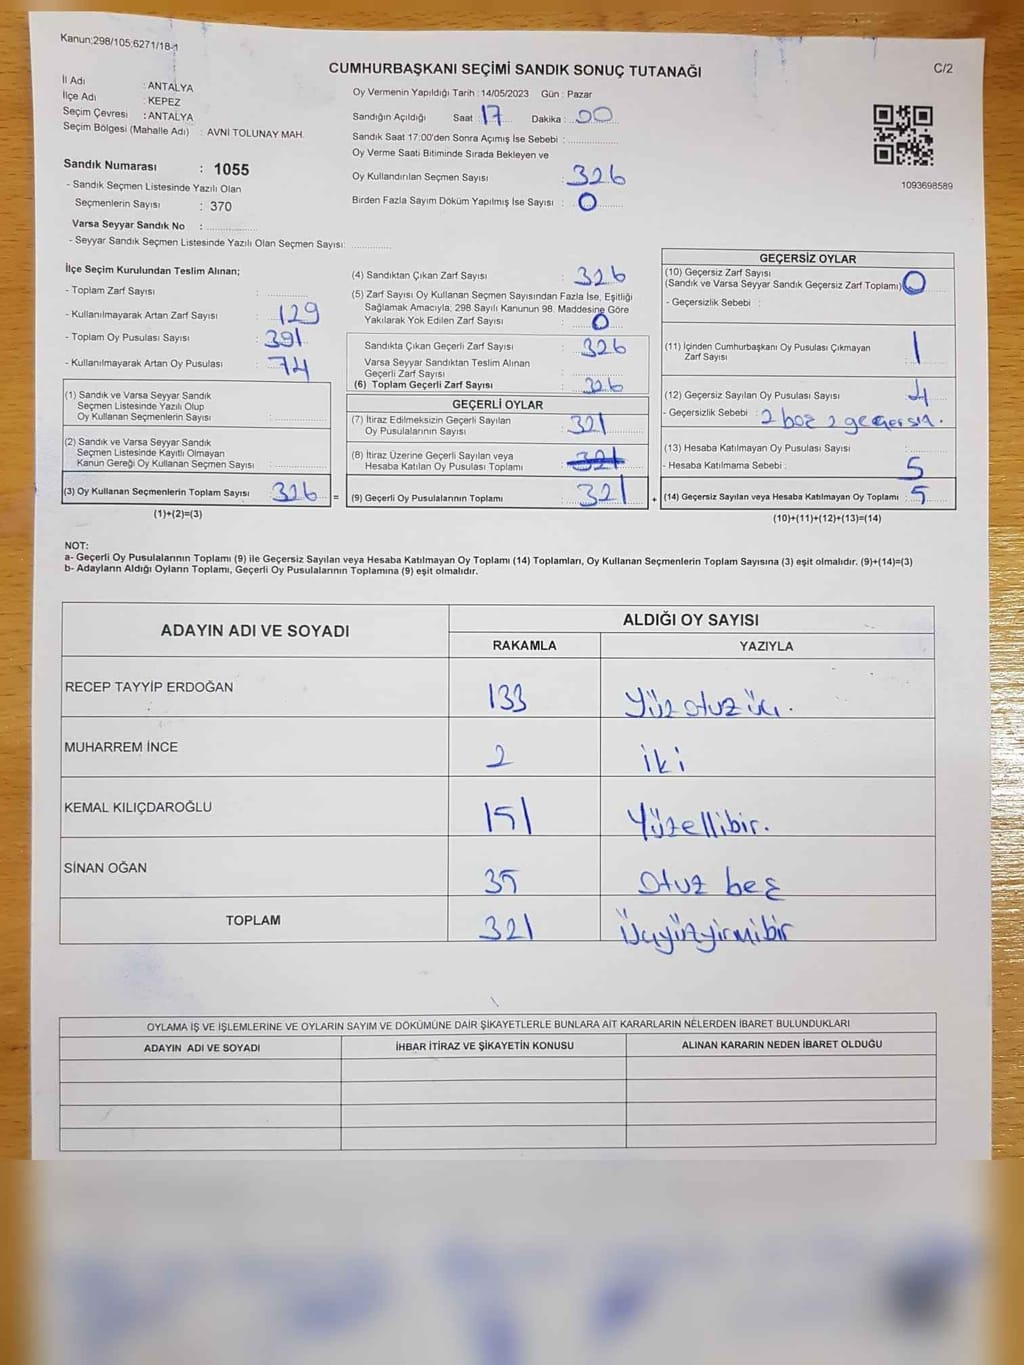 Kanun:298/105;6271/18-1
CUMHURBAŞKANI SEÇİMİ SANDIK SONUÇ TUTANAĞI
C/2
İl Adı : ANTALYA
İlçe Adı : KEPEZ
Seçim Çevresi : ANTALYA
Seçim Bölgesi (Mahalle Adı) : AVNİ TOLUNAY MAH.
Sandık Numarası : 1055
- Sandık Seçmen Listesinde Yazılı Olan
Seçmenlerin Sayısı : 370
Varsa Seyyar Sandık No :
- Seyyar Sandık Seçmen Listesinde Yazılı Olan Seçmen Sayısı:
Oy Vermenin Yapıldığı Tarih : 14/05/2023 Gün : Pazar
Sandığın Açıldığı Saat : 17 Dakika : 00
Sandık Saat 17:00'den Sonra Açımış İse Sebebi :
Oy Verme Saati Bitiminde Sırada Bekleyen ve
Oy Kullandırılan Seçmen Sayısı : 326
Birden Fazla Sayım Döküm Yapılmış İse Sayısı : 0
1093698589
İlçe Seçim Kurulundan Teslim Alınan;
- Toplam Zarf Sayısı :
- Kullanılmayarak Artan Zarf Sayısı : 129
- Toplam Oy Pusulası Sayısı : 391
- Kullanılmayarak Artan Oy Pusulası : 74
(1) Sandık ve Varsa Seyyar Sandık
Seçmen Listesinde Yazılı Olup
Oy Kullanan Seçmenlerin Sayısı :
(2) Sandık ve Varsa Seyyar Sandık
Seçmen Listesinde Kayıtlı Olmayan
Kanun Gereği Oy Kullanan Seçmen Sayısı :
(3) Oy Kullanan Seçmenlerin Toplam Sayısı : 326 =
(1)+(2)=(3)
(4) Sandıktan Çıkan Zarf Sayısı : 326
(5) Zarf Sayısı Oy Kullanan Seçmen Sayısından Fazla İse, Eşitliği
Sağlamak Amacıyla, 298 Sayılı Kanunun 98. Maddesine Göre
Yakılarak Yok Edilen Zarf Sayısı : 0
Sandıkta Çıkan Geçerli Zarf Sayısı : 326
Varsa Seyyar Sandıktan Teslim Alınan
Geçerli Zarf Sayısı :
(6) Toplam Geçerli Zarf Sayısı : 326
GEÇERLİ OYLAR
(7) İtiraz Edilmeksizin Geçerli Sayılan
Oy Pusulalarının Sayısı : 321
(8) İtiraz Üzerine Geçerli Sayılan veya
Hesaba Katılan Oy Pusulası Toplamı : 321
(9) Geçerli Oy Pusulalarının Toplamı : 321 +
GEÇERSİZ OYLAR
(10) Geçersiz Zarf Sayısı
(Sandık ve Varsa Seyyar Sandık Geçersiz Zarf Toplamı) : 0
- Geçersizlik Sebebi :
(11) İçinden Cumhurbaşkanı Oy Pusulası Çıkmayan
Zarf Sayısı : 1
(12) Geçersiz Sayılan Oy Pusulası Sayısı : 4
- Geçersizlik Sebebi : 2 boş 2 geçersiz.
(13) Hesaba Katılmayan Oy Pusulası Sayısı :
- Hesaba Katılmama Sebebi : 5
(14) Geçersiz Sayılan veya Hesaba Katılmayan Oy Toplamı : 5
(10)+(11)+(12)+(13)=(14)
NOT:
a- Geçerli Oy Pusulalarının Toplamı (9) ile Geçersiz Sayılan veya Hesaba Katılmayan Oy Toplamı (14) Toplamları, Oy Kullanan Seçmenlerin Toplam Sayısına (3) eşit olmalıdır. (9)+(14)=(3)
b- Adayların Aldığı Oyların Toplamı, Geçerli Oy Pusulalarının Toplamına (9) eşit olmalıdır.
ADAYIN ADI VE SOYADI ALDIĞI OY SAYISI
RAKAMLA YAZIYLA
RECEP TAYYİP ERDOĞAN 133 Yüz otuz üç.
MUHARREM İNCE 2 iki
KEMAL KILIÇDAROĞLU 151 Yüzellibir.
SİNAN OĞAN 35 Otuz beş
TOPLAM 321 üçyüzyirmibir
OYLAMA İŞ VE İŞLEMLERİNE VE OYLARIN SAYIM VE DÖKÜMÜNE DAİR ŞİKAYETLERLE BUNLARA AİT KARARLARIN NELERDEN İBARET BULUNDUKLARI
ADAYIN ADI VE SOYADI İHBAR İTİRAZ VE ŞİKAYETİN KONUSU ALINAN KARARIN NEDEN İBARET OLDUĞU